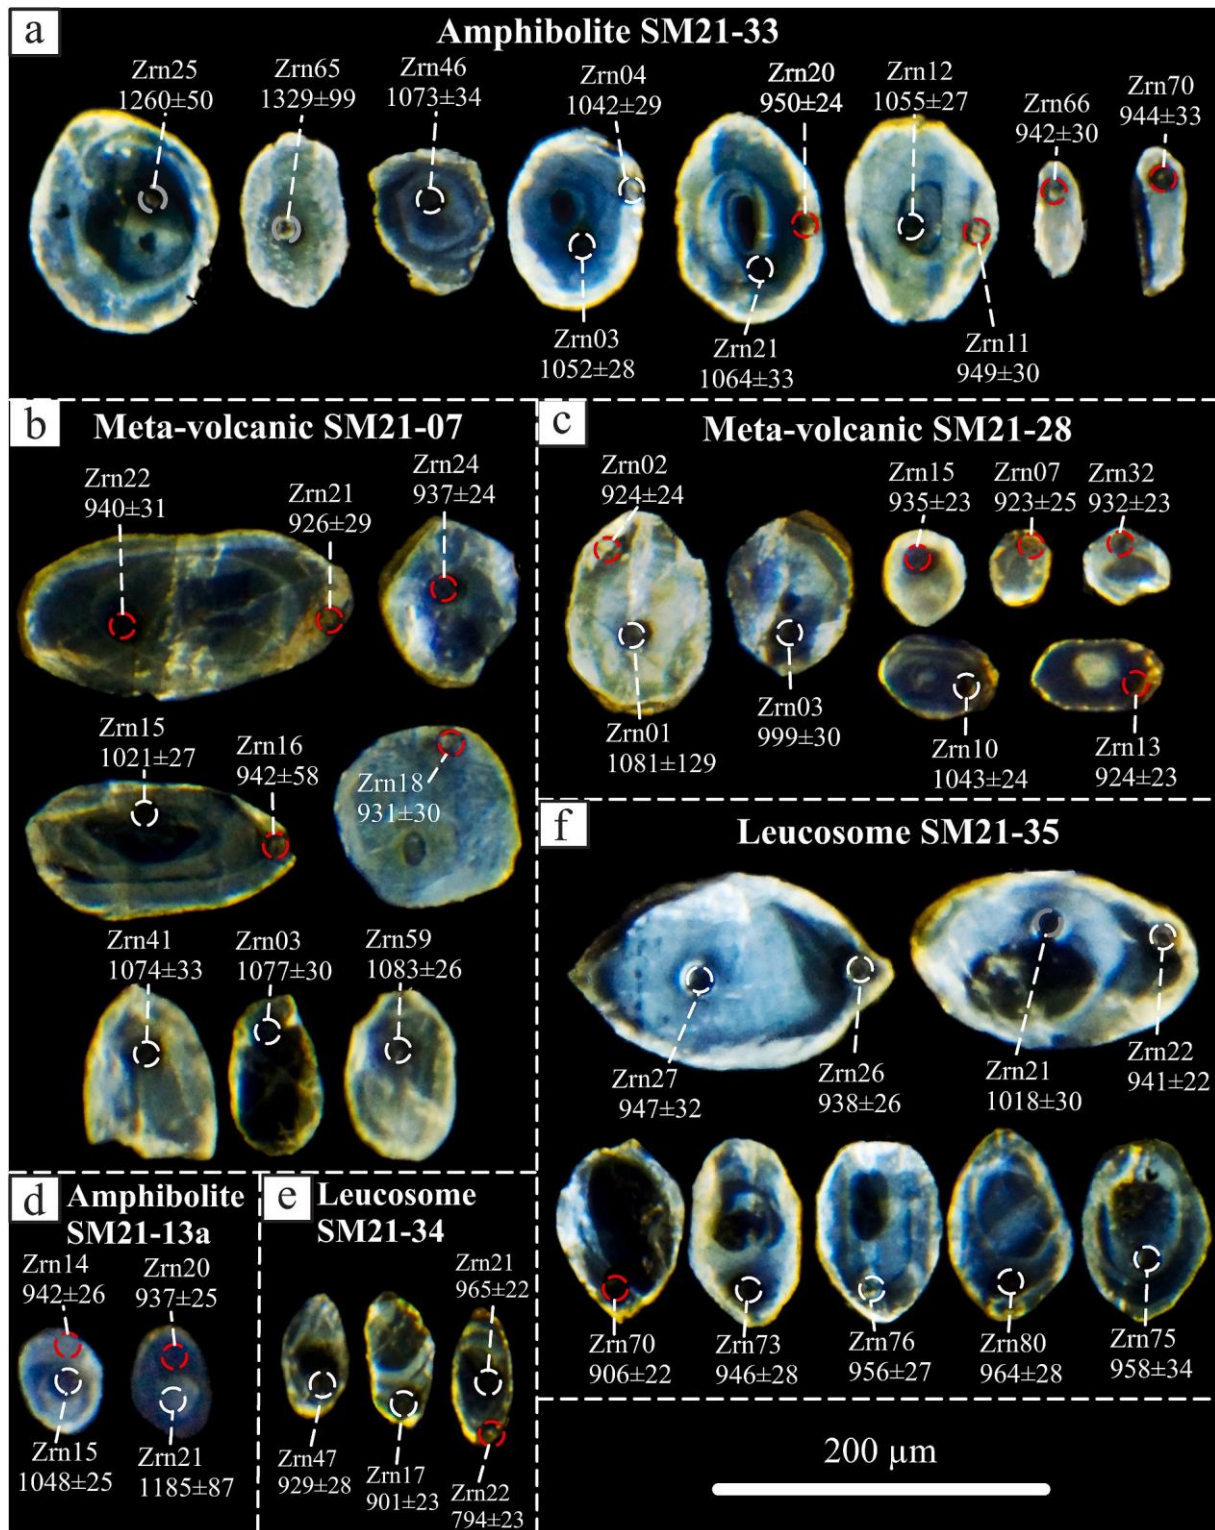 a
Amphibolite SM21-33
Zrn25
1260±50
Zrn65
1329±99
Zrn46
1073±34
Zrn04
1042±29
Zrn20
950±24
Zrn12
1055±27
Zrn66
942±30
Zrn70
944±33
Zrn03
1052±28
Zrn21
1064±33
Zrn11
949±30
b
Meta-volcanic SM21-07
Zrn22
940±31
Zrn21
926±29
Zrn24
937±24
Zrn15
1021±27
Zrn16
942±58
Zrn18
931±30
Zrn41
1074±33
Zrn03
1077±30
Zrn59
1083±26
c
Meta-volcanic SM21-28
Zrn02
924±24
Zrn15
935±23
Zrn07
923±25
Zrn32
932±23
Zrn01
1081±129
Zrn03
999±30
Zrn10
1043±24
Zrn13
924±23
d
Amphibolite
SM21-13a
Zrn14
942±26
Zrn20
937±25
Zrn15
1048±25
Zrn21
1185±87
e
Leucosome
SM21-34
Zrn21
965±22
Zrn47
929±28
Zrn17
901±23
Zrn22
794±23
f
Leucosome SM21-35
Zrn27
947±32
Zrn26
938±26
Zrn21
1018±30
Zrn22
941±22
Zrn70
906±22
Zrn73
946±28
Zrn76
956±27
Zrn80
964±28
Zrn75
958±34
200 µm